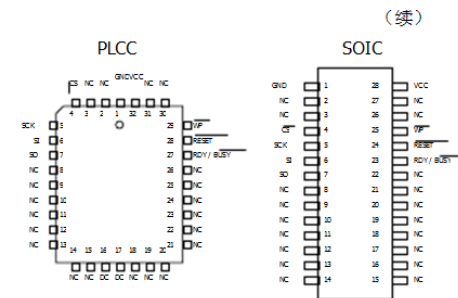 （续）
PLCC
SOIC
CS NC NC GND VCC NC NC
4 3 2 1 32 31 30
SCK 5 29 WP
SI 6 28 RESET
SO 7 27 RDY / BUSY
NC 8 26 NC
NC 9 25 NC
NC 10 24 NC
NC 11 23 NC
NC 12 22 NC
NC 13 21 NC
14 15 16 17 18 19 20
NC NC DC DC NC NC NC
GND 1 28 VCC
NC 2 27 NC
NC 3 26 NC
CS 4 25 WP
SCK 5 24 RESET
SI 6 23 RDY / BUSY
SO 7 22 NC
NC 8 21 NC
NC 9 20 NC
NC 10 19 NC
NC 11 18 NC
NC 12 17 NC
NC 13 16 NC
NC 14 15 NC